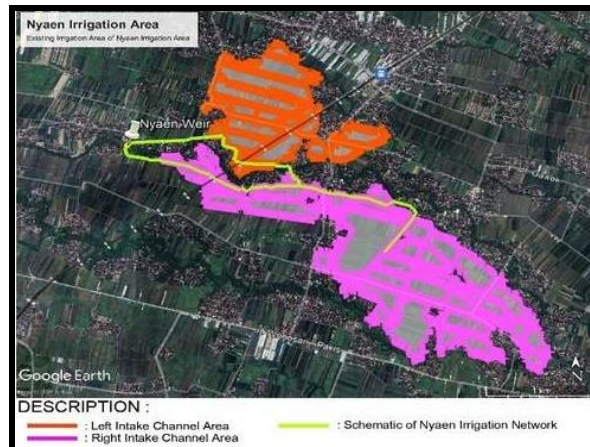 Nyaen Irrigation Area
Existing Irrigation Area of Nyaen Irrigation Area
Nyaen Weir
Google Earth
DESCRIPTION :
: Left Intake Channel Area
: Right Intake Channel Area
: Schematic of Nyaen Irrigation Network